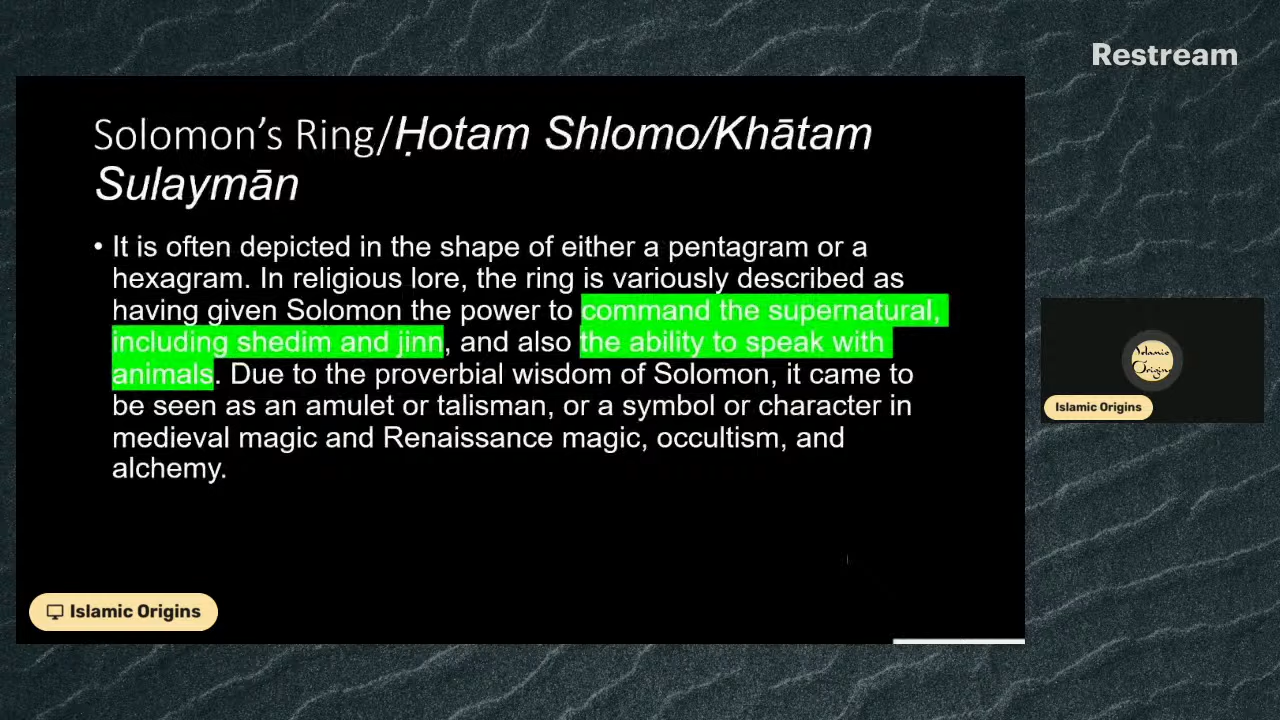 Restream
Solomon's Ring/Ḥotam Shlomo/Khātam
Sulaymān
• It is often depicted in the shape of either a pentagram or a
hexagram. In religious lore, the ring is variously described as
having given Solomon the power to command the supernatural,
including shedim and jinn, and also the ability to speak with
animals. Due to the proverbial wisdom of Solomon, it came to
be seen as an amulet or talisman, or a symbol or character in
medieval magic and Renaissance magic, occultism, and
alchemy.
Islamic
Origins
Islamic Origins
Islamic Origins